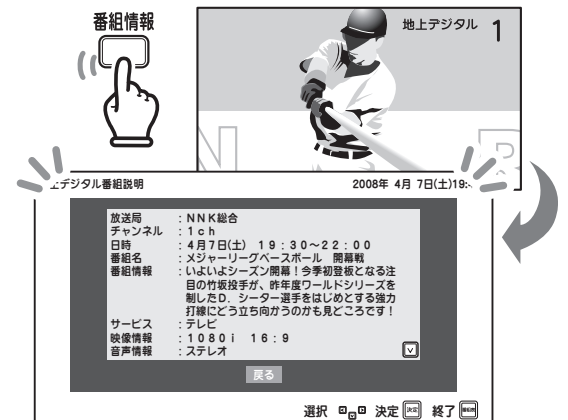 番組情報
地上デジタル 1
上デジタル番組説明
2008年 4月 7日(土)19:
放送局 :NNK総合
チャンネル :1ch
日時 :4月7日(土) 19:30~22:00
番組名 :メジャーリーグベースボール 開幕戦
番組情報 :いよいよシーズン開幕!今季初登板となる注
目の竹坂投手が、昨年度ワールドシリーズを
制したD.シーター選手をはじめとする強力
打線にどう立ち向かうのかも見どころです!
サービス :テレビ
映像情報 :1080i 16:9
音声情報 :ステレオ
戻る
選択 決定 決定 終了 番組情報